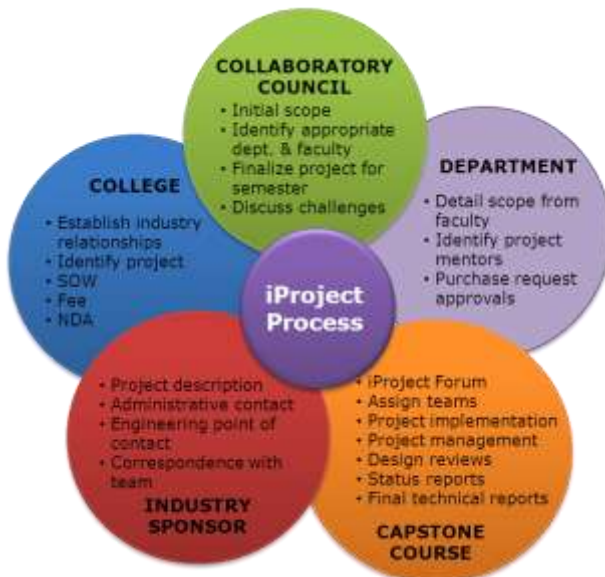 COLLABORATORY
COUNCIL
• Initial scope
• Identify appropriate
dept. & faculty
• Finalize project for
semester
• Discuss challenges
DEPARTMENT
• Detail scope from
faculty
• Identify project
mentors
• Purchase request
approvals
COLLEGE
• Establish industry
relationships
• Identify project
• SOW
• Fee
• NDA
iProject
Process
• Project description
• Administrative contact
• Engineering point of
contact
• Correspondence with
team
INDUSTRY
SPONSOR
• iProject Forum
• Assign teams
• Project implementation
• Project management
• Design reviews
• Status reports
• Final technical reports
CAPSTONE
COURSE